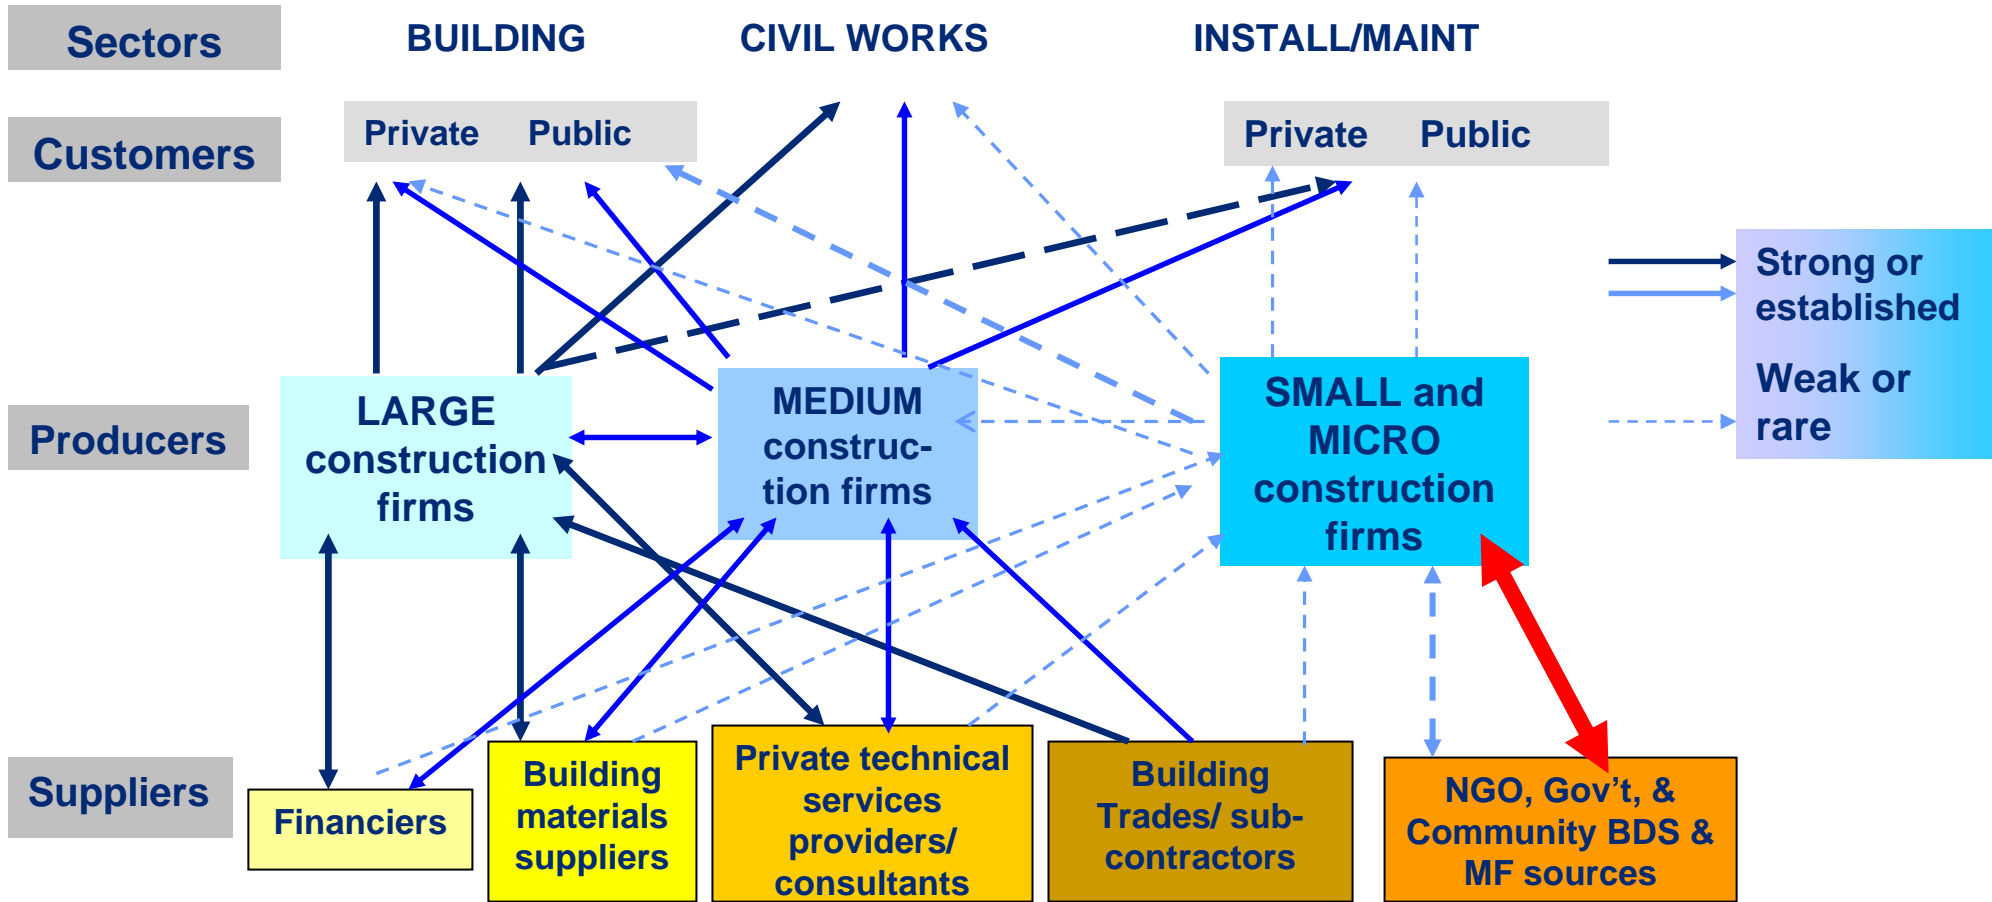 Sectors
BUILDING
CIVIL WORKS
INSTALL/MAINT
Customers
Private Public
Private Public
Strong or
established
Weak or
rare
Producers
LARGE
construction
firms
MEDIUM
construc-
tion firms
SMALL and
MICRO
construction
firms
Suppliers
Financiers
Building
materials
suppliers
Private technical
services
providers/
consultants
Building
Trades/ sub-
contractors
NGO, Gov’t, &
Community BDS &
MF sources